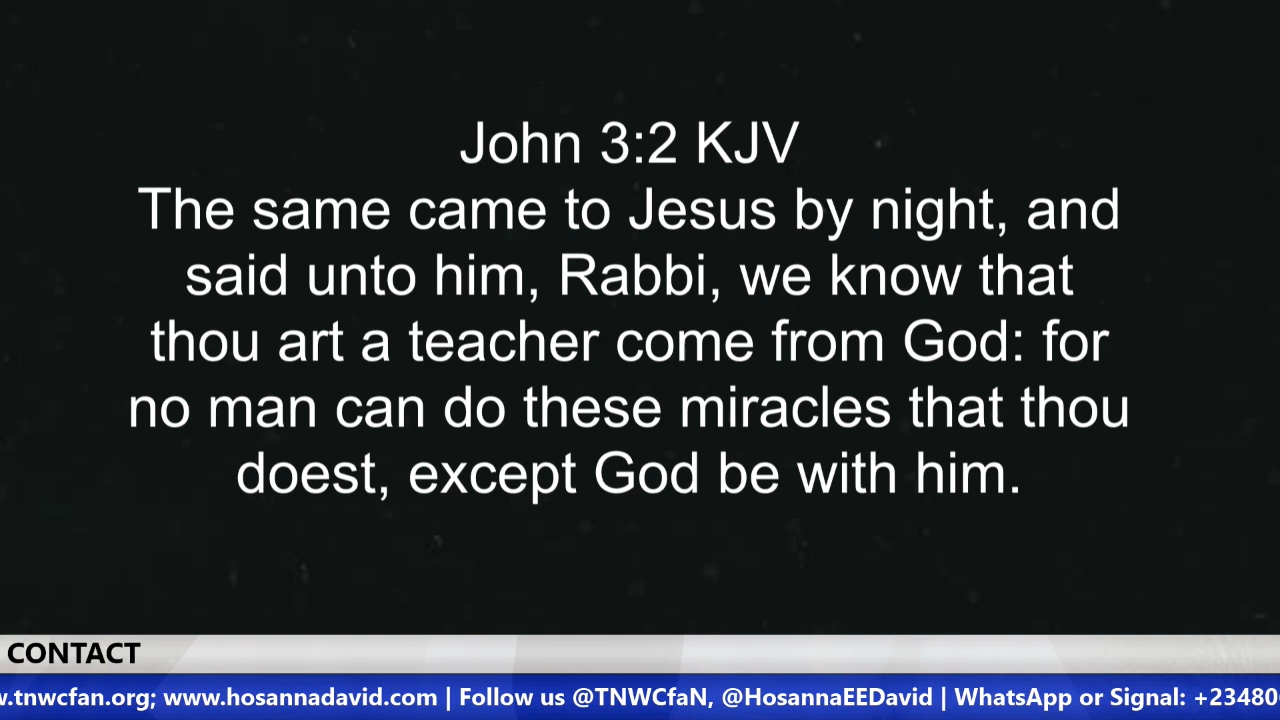 John 3:2 KJV
The same came to Jesus by night, and
said unto him, Rabbi, we know that
thou art a teacher come from God: for
no man can do these miracles that thou
doest, except God be with him.
CONTACT
.tnwcfan.org; www.hosannadavid.com | Follow us @TNWCfaN, @HosannaEEDavid | WhatsApp or Signal: +23480